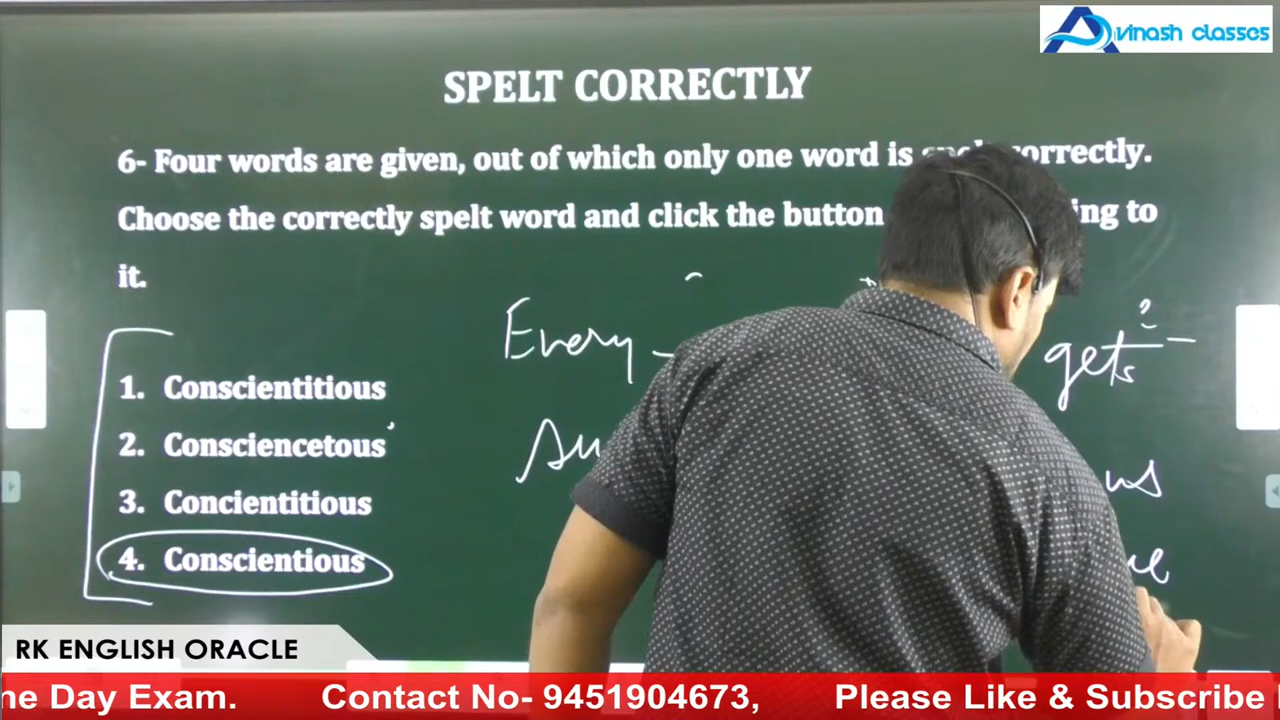 vinash classes
SPELT CORRECTLY
6- Four words are given, out of which only one word is correctly.
Choose the correctly spelt word and click the button to
it.
Every gets
1. Conscientitious
2. Consciencetous
3. Concientitious
4. Conscientious
RK ENGLISH ORACLE
ne Day Exam. Contact No- 9451904673, Please Like & Subscribe